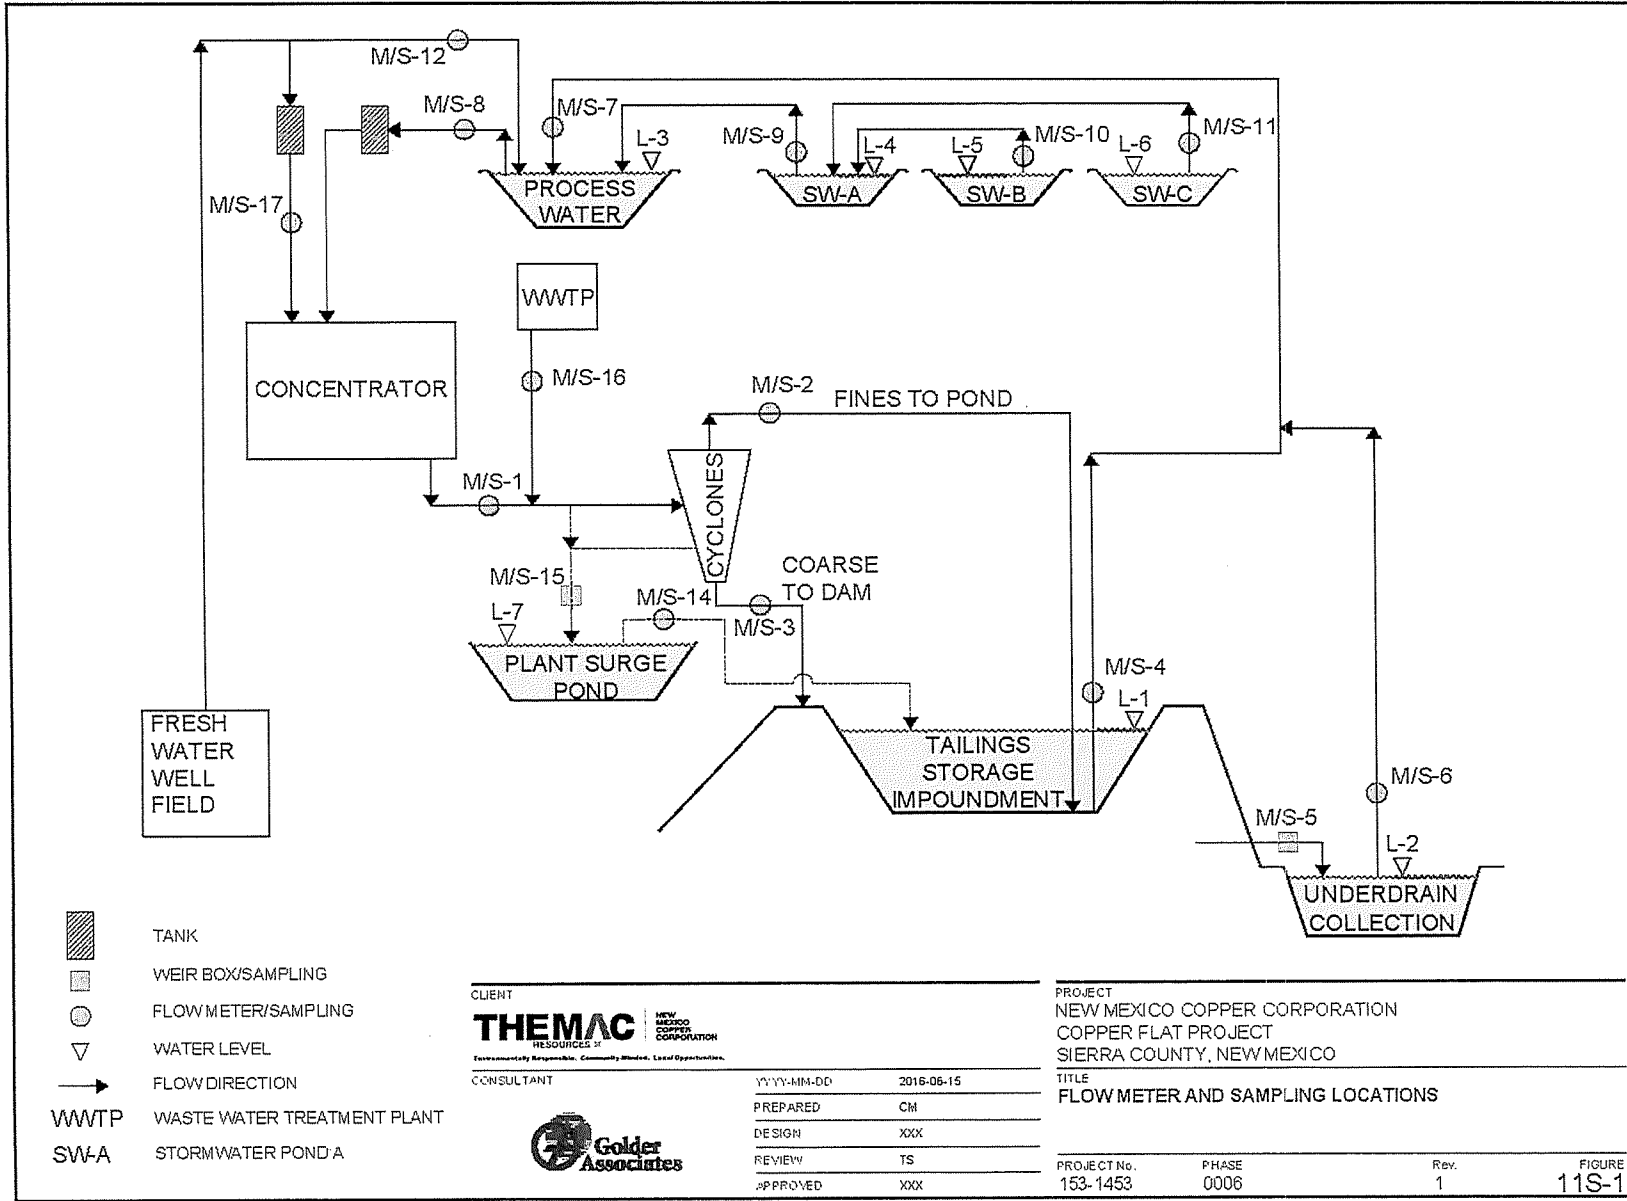 M/S-12
M/S-8
M/S-7
M/S-9
M/S-10
M/S-11
L-3
L-4
L-5
L-6
PROCESS
WATER
SW-A
SW-B
SW-C
M/S-17
WWTP
M/S-16
CONCENTRATOR
M/S-2
FINES TO POND
M/S-1
CYCLONES
COARSE
TO DAM
M/S-15
M/S-14
M/S-3
L-7
PLANT SURGE
POND
M/S-4
L-1
FRESH
WATER
WELL
FIELD
TAILINGS
STORAGE
IMPOUNDMENT
M/S-6
M/S-5
L-2
UNDERDRAIN
COLLECTION
TANK
WEIR BOX/SAMPLING
FLOW METER/SAMPLING
WATER LEVEL
FLOW DIRECTION
WWTP WASTE WATER TREATMENT PLANT
SW-A STORMWATER POND A
CLIENT
THEMAC
RESOURCES
NEW
MEXICO
COPPER
CORPORATION
Environmentally Responsible. Community-Minded. Local Opportunities.
CONSULTANT
Golder
Associates
YYYY-MM-DD 2016-06-15
PREPARED CM
DESIGN XXX
REVIEW TS
APPROVED XXX
PROJECT
NEW MEXICO COPPER CORPORATION
COPPER FLAT PROJECT
SIERRA COUNTY, NEW MEXICO
TITLE
FLOW METER AND SAMPLING LOCATIONS
PROJECT No. PHASE Rev. FIGURE
153-1453 0006 1 11S-1